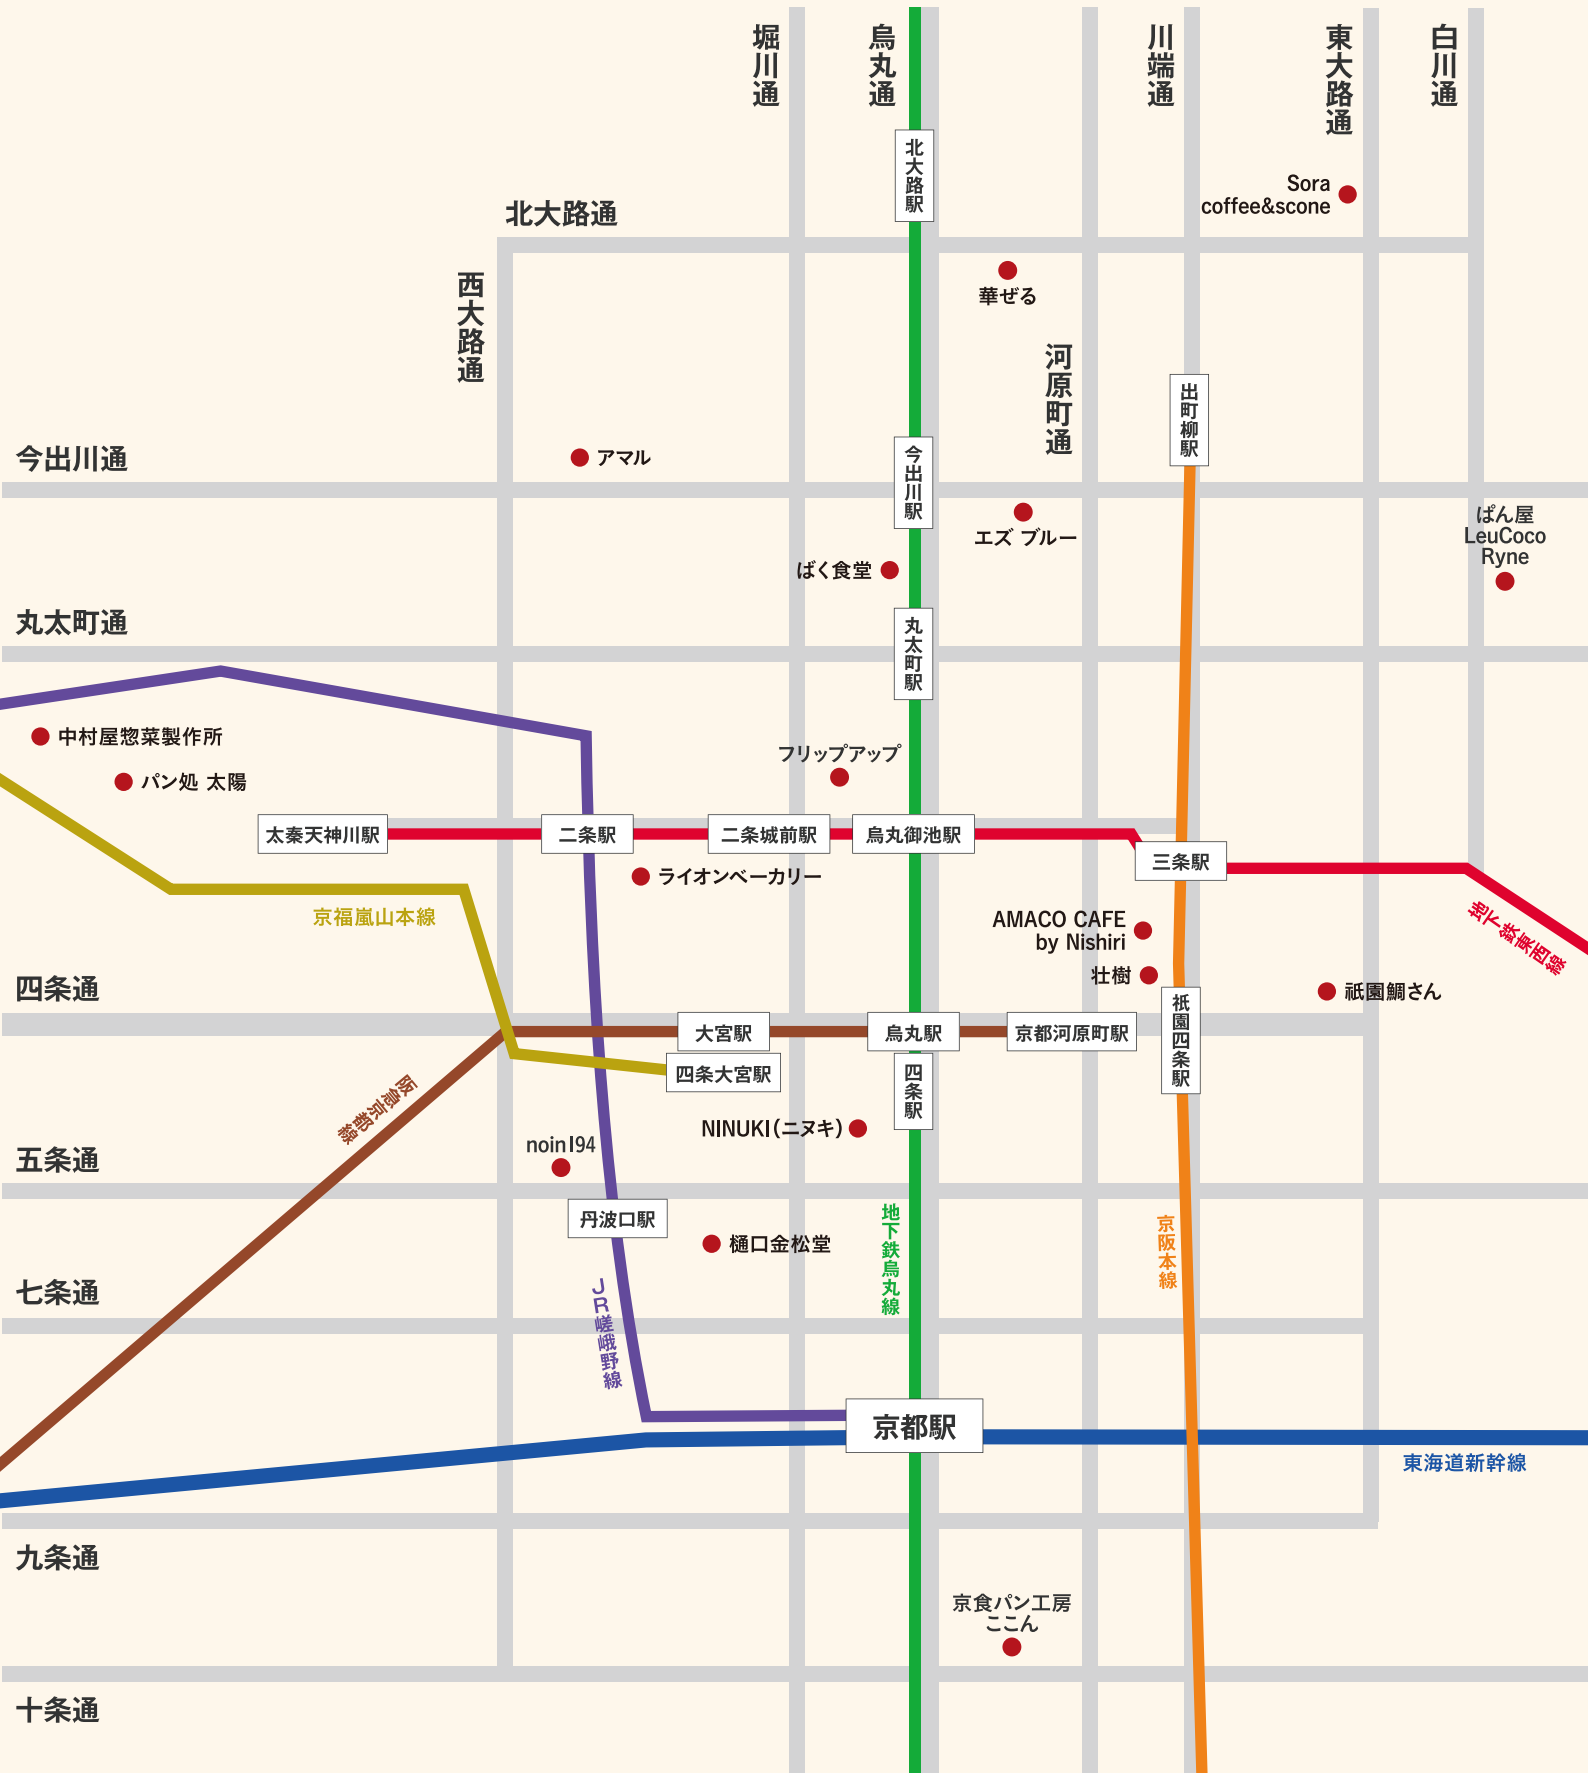 堀川通
烏丸通
川端通
東大路通
白川通
北大路駅
Sora
coffee&scone
北大路通
西大路通
華ぜる
河原町通
出町柳駅
今出川通
アマル
今出川駅
エズ ブルー
ぱん屋
LeuCoco
Ryne
ばく食堂
丸太町通
丸太町駅
中村屋惣菜製作所
パン処 太陽
フリップアップ
太秦天神川駅
二条駅
二条城前駅
烏丸御池駅
三条駅
ライオンベーカリー
京福嵐山本線
AMACO CAFE
by Nishiri
地下鉄東西線
壮樹
四条通
祇園鯛さん
大宮駅
烏丸駅
京都河原町駅
祇園四条駅
四条大宮駅
四条駅
阪急京都線
NINUKI（ニヌキ）
noin194
五条通
丹波口駅
樋口金松堂
地下鉄烏丸線
京阪本線
七条通
JR嵯峨野線
京都駅
東海道新幹線
九条通
京食パン工房
ここん
十条通